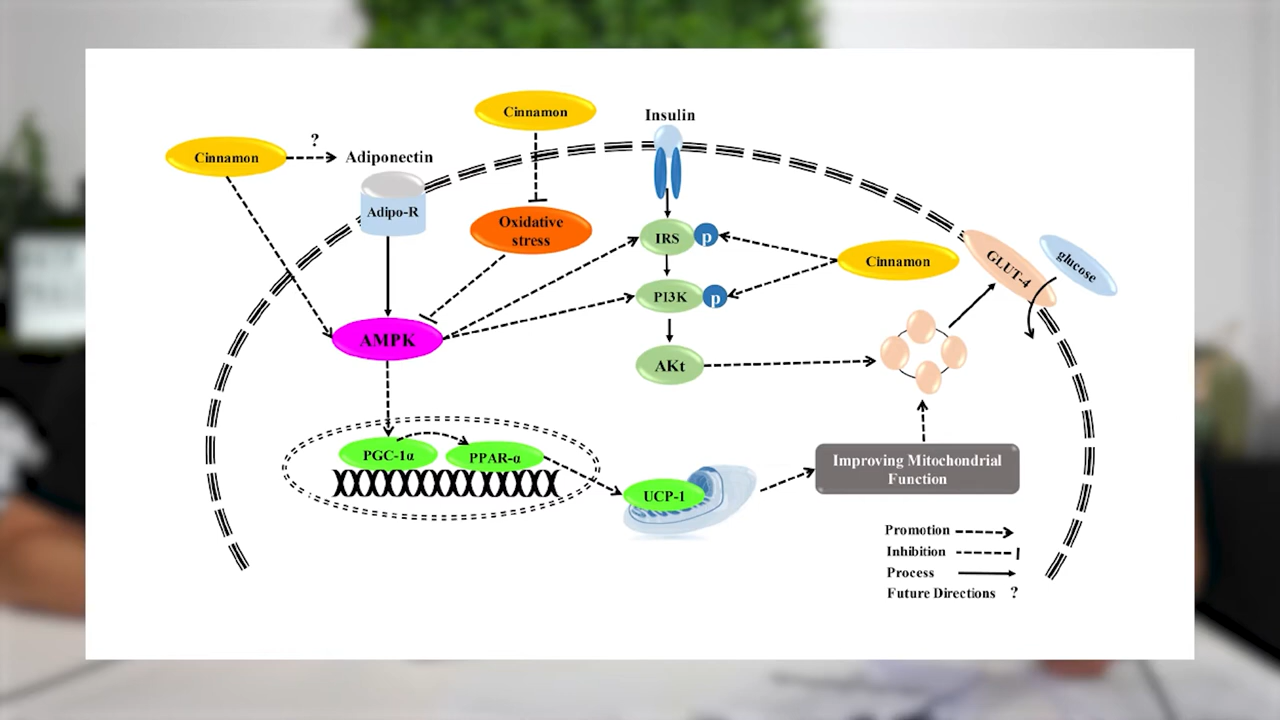 Cinnamon
Insulin
Cinnamon
?
Adiponectin
Adipo-R
Oxidative
stress
IRS
p
Cinnamon
GLUT-4
glucose
PI3K
p
AMPK
AKt
PGC-1α
PPAR-α
UCP-1
Improving Mitochondrial
Function
Promotion
Inhibition
Process
Future Directions ?